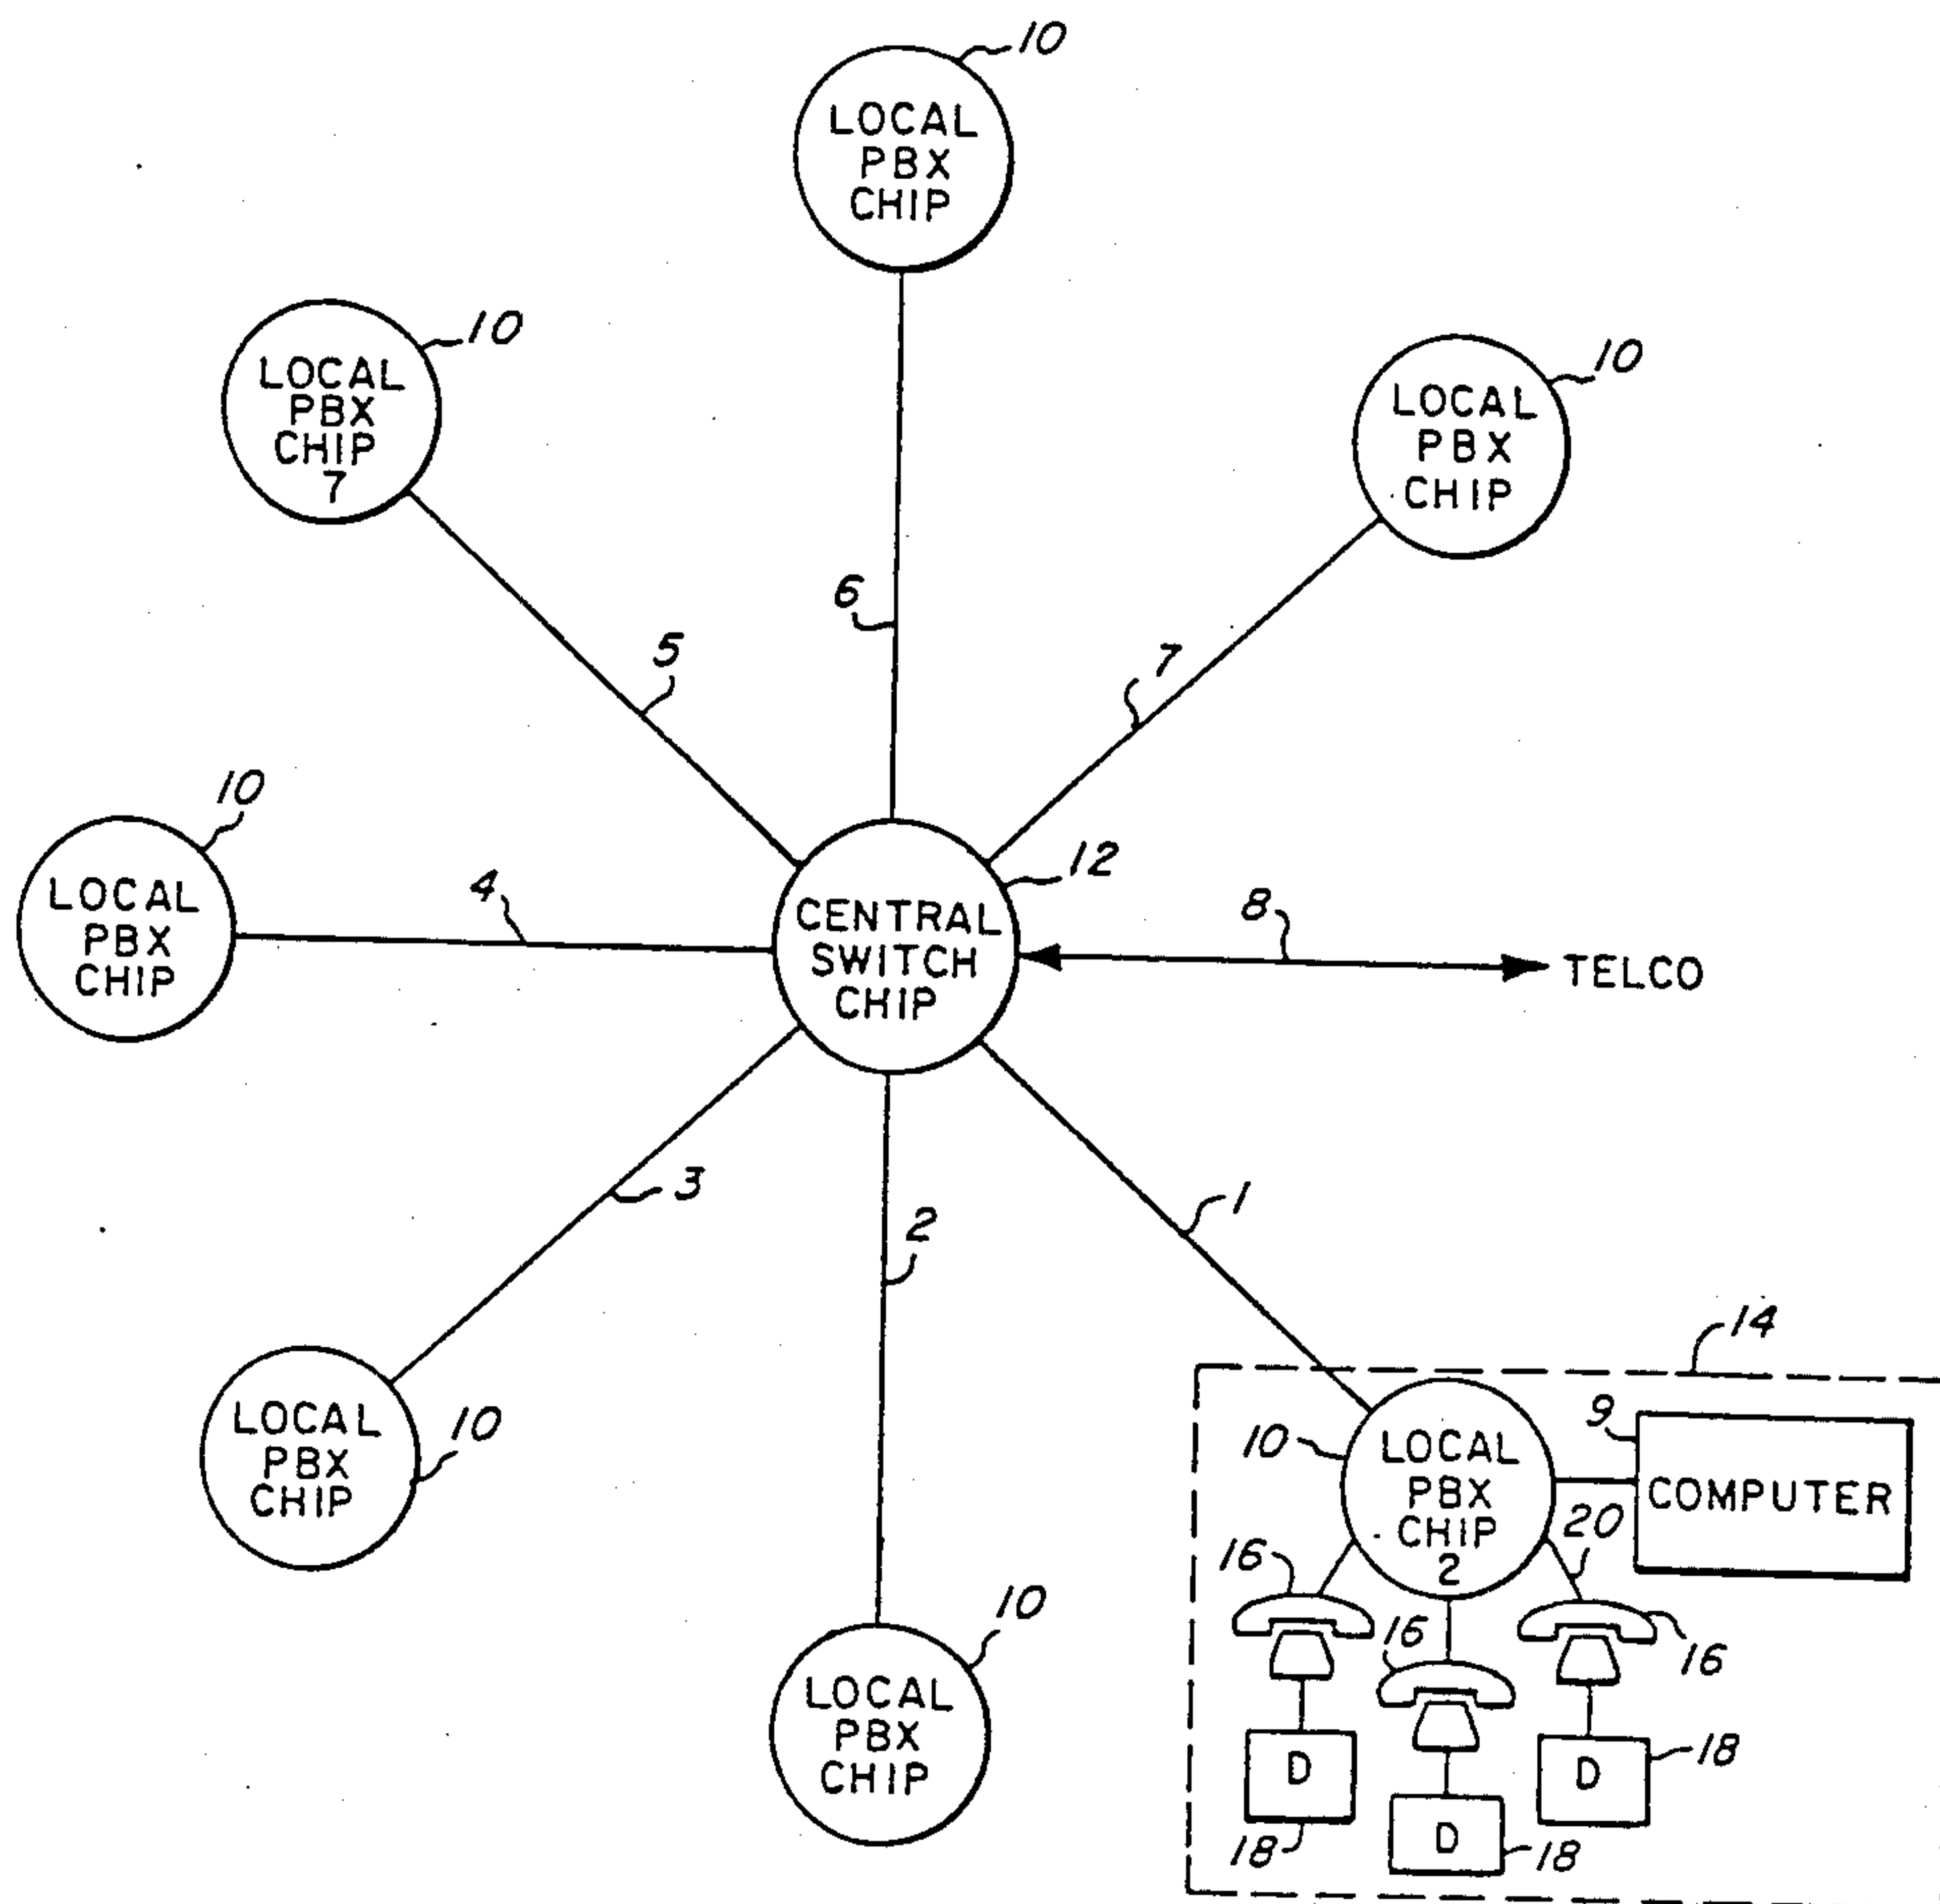 10
LOCAL
PBX
CHIP
10
LOCAL
PBX
CHIP
7
10
LOCAL
PBX
CHIP
6
5
7
10
LOCAL
PBX
CHIP
4
12
CENTRAL
SWITCH
CHIP
8
TELCO
3
2
1
14
10
LOCAL
PBX
CHIP
10
LOCAL
PBX
CHIP
2
9
COMPUTER
20
16
16
16
10
LOCAL
PBX
CHIP
D
18
D
18
D
18